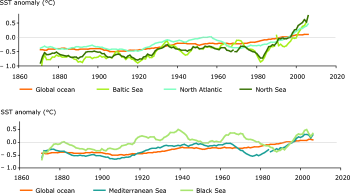 SST anomaly (°C)
0.5
0.0
− 0.5
− 1.0
1860 1880 1900 1920 1940 1960 1980 2000 2020
Global ocean Baltic Sea North Atlantic North Sea
SST anomaly (°C)
0.5
0.0
− 0.5
− 1.0
1860 1880 1900 1920 1940 1960 1980 2000 2020
Global ocean Mediterranean Sea Black Sea